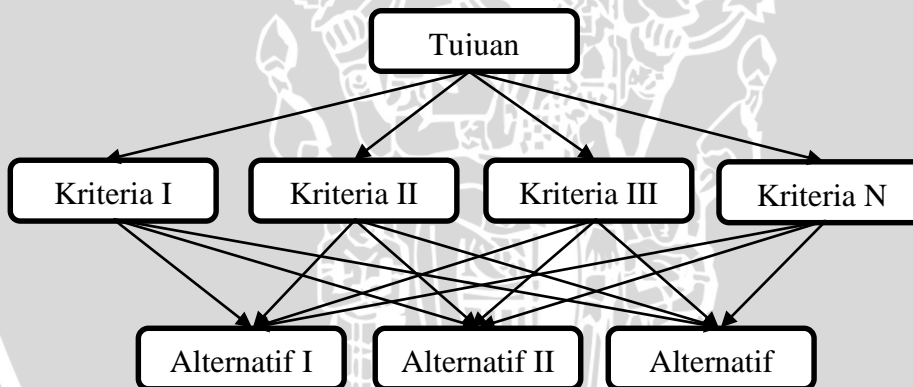 Tujuan
Kriteria I
Kriteria II
Kriteria III
Kriteria N
Alternatif I
Alternatif II
Alternatif